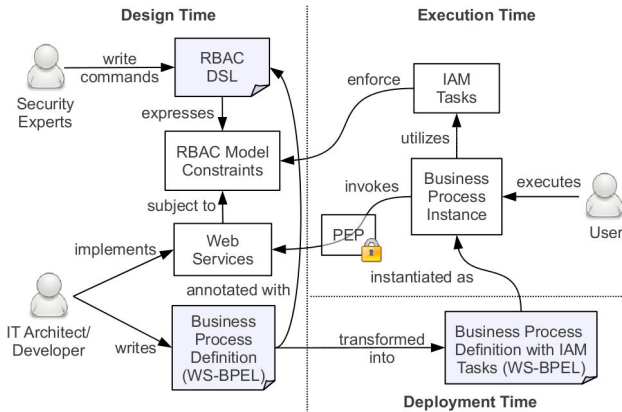 Design Time
Execution Time
write
commands
Security
Experts
RBAC
DSL
expresses
enforce
IAM
Tasks
utilizes
RBAC Model
Constraints
subject to
invokes
Business
Process
Instance
executes
User
PEP
implements
Web
Services
annotated with
instantiated as
IT Architect/
Developer
writes
Business
Process
Definition
(WS-BPEL)
transformed
into
Business Process
Definition with IAM
Tasks (WS-BPEL)
Deployment Time